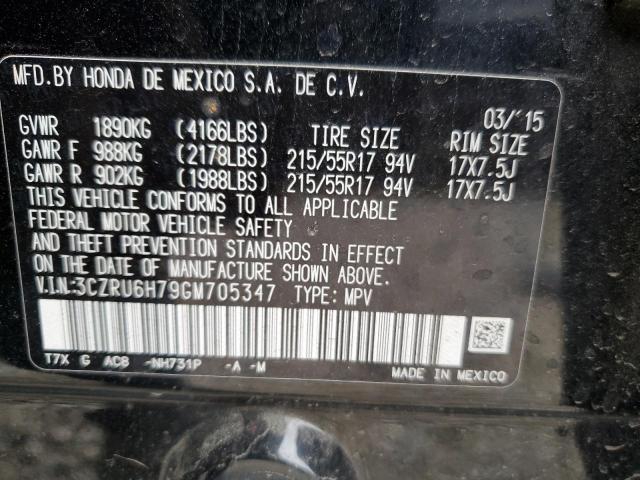 MFD.BY HONDA DE MEXICO S.A. DE C.V.
03/'15
GVWR 1890KG (4166LBS) TIRE SIZE RIM SIZE
GAWR F 988KG (2178LBS) 215/55R17 94V 17X7.5J
GAWR R 902KG (1988LBS) 215/55R17 94V 17X7.5J
THIS VEHICLE CONFORMS TO ALL APPLICABLE
FEDERAL MOTOR VEHICLE SAFETY
AND THEFT PREVENTION STANDARDS IN EFFECT
ON THE DATE OF MANUFACTURE SHOWN ABOVE.
V.I.N:3CZRU6H79GM705347 TYPE: MPV
T7X G AC8 -NH731P -A -M
MADE IN MEXICO